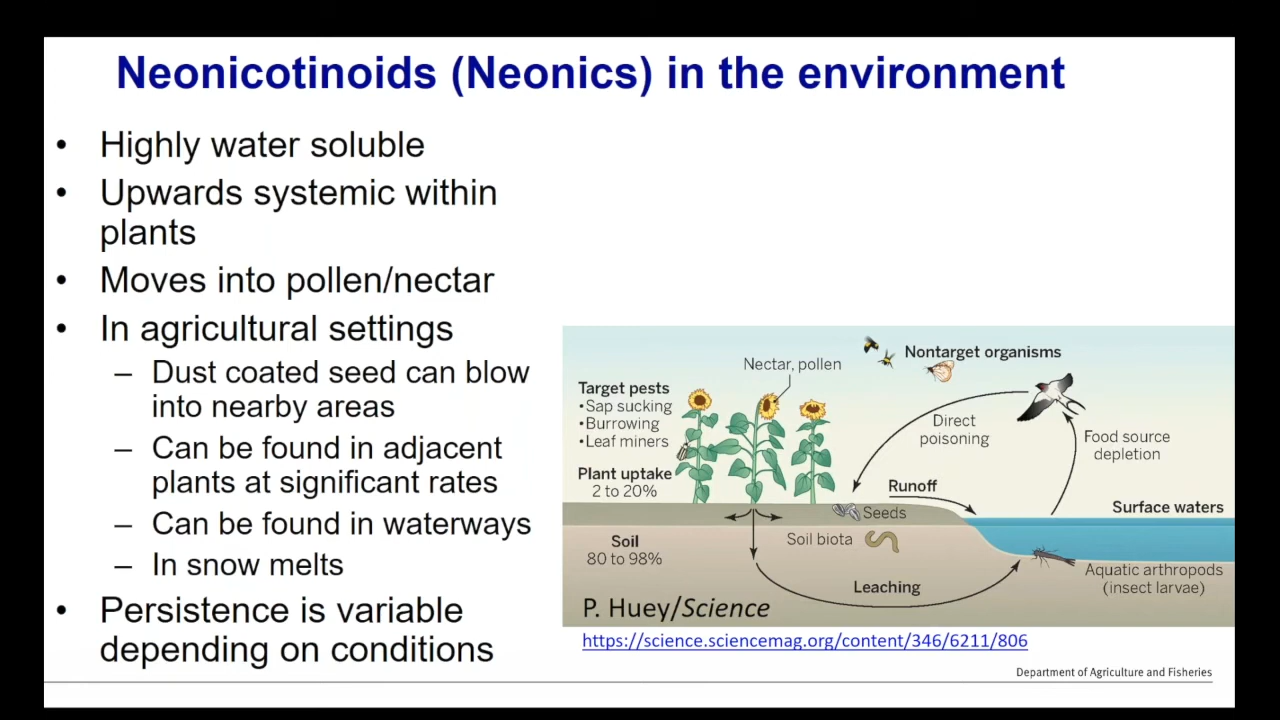 Neonicotinoids (Neonics) in the environment
• Highly water soluble
• Upwards systemic within
plants
• Moves into pollen/nectar
• In agricultural settings
– Dust coated seed can blow
into nearby areas
– Can be found in adjacent
plants at significant rates
– Can be found in waterways
– In snow melts
• Persistence is variable
depending on conditions
Nectar, pollen
Nontarget organisms
Target pests
•Sap sucking
•Burrowing
•Leaf miners
Plant uptake
2 to 20%
Direct
poisoning
Food source
depletion
Runoff
Seeds
Surface waters
Soil
80 to 98%
Soil biota
Leaching
Aquatic arthropods
(insect larvae)
P. Huey/Science
https://science.sciencemag.org/content/346/6211/806
Department of Agriculture and Fisheries